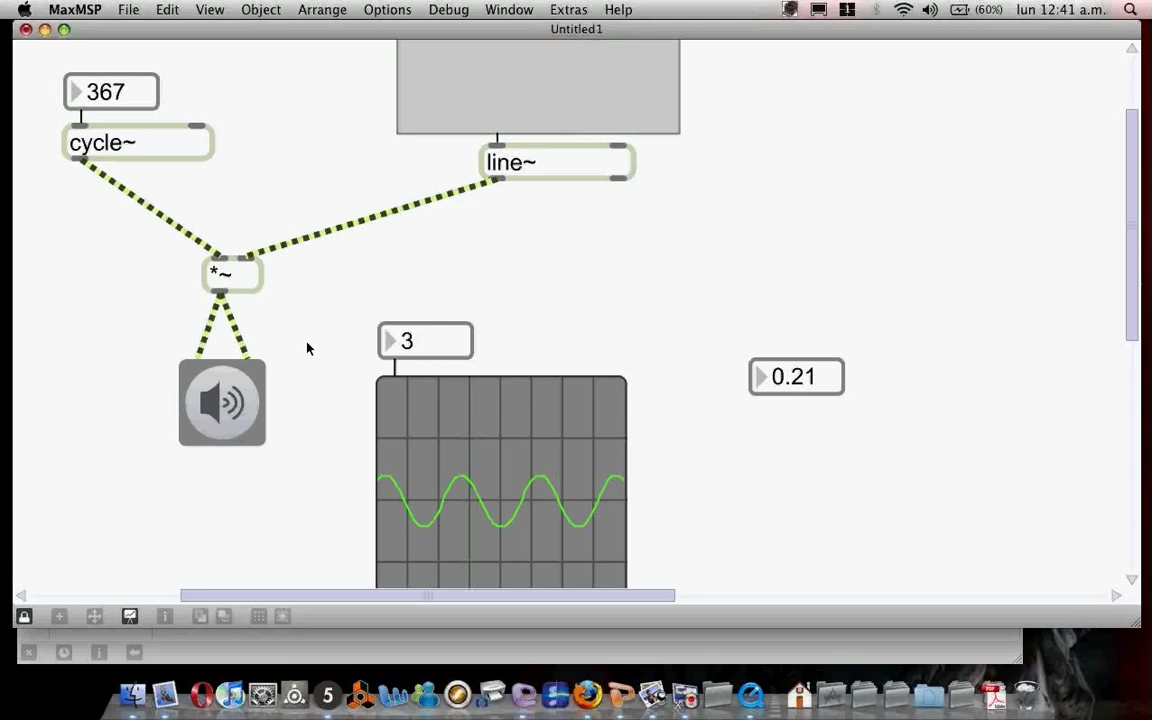 MaxMSP File Edit View Object Arrange Options Debug Window Extras Help (60%) lun 12:41 a.m.
Untitled1
367
cycle~
line~
*~
3
0.21
5